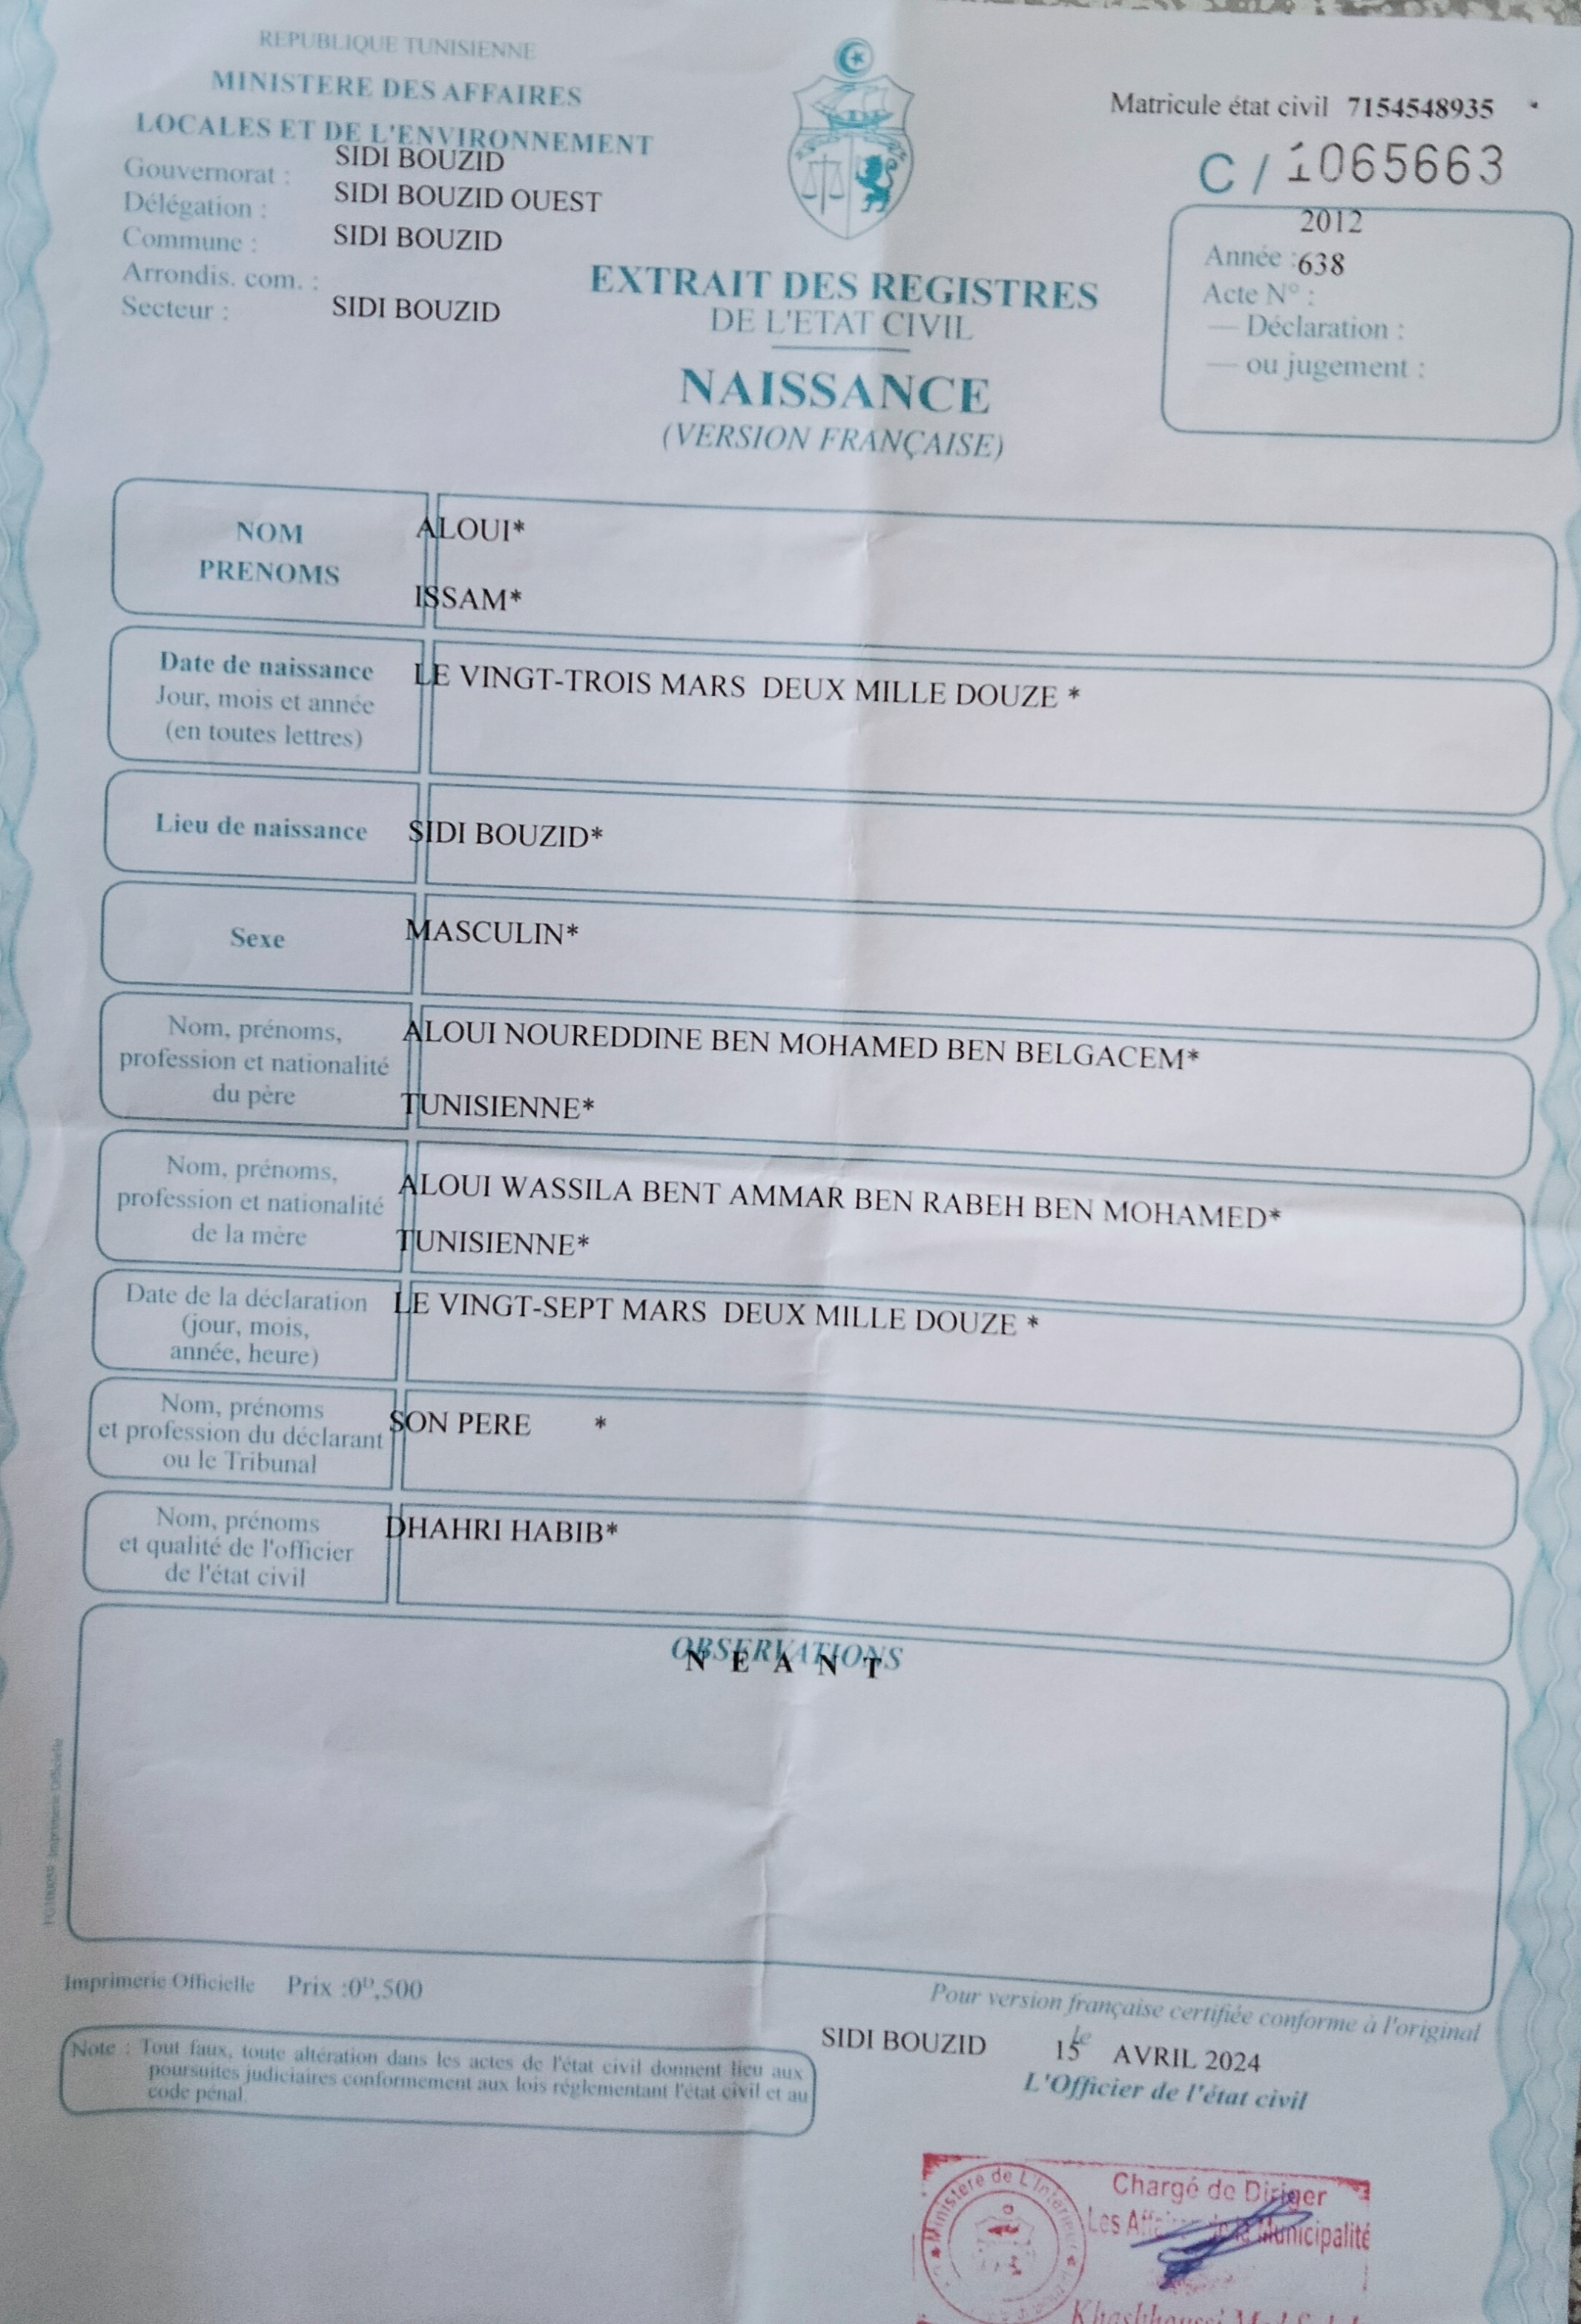 REPUBLIQUE TUNISIENNE
MINISTERE DES AFFAIRES
LOCALES ET DE L'ENVIRONNEMENT
Gouvernorat : SIDI BOUZID
Délégation : SIDI BOUZID OUEST
Commune : SIDI BOUZID
Arrondis. com. :
Secteur : SIDI BOUZID
Matricule état civil 7154548935
C / 1065663
2012
Année :
638
Acte N° :
— Déclaration :
— ou jugement :
EXTRAIT DES REGISTRES
DE L'ETAT CIVIL
NAISSANCE
(VERSION FRANÇAISE)
NOM
ALOUI*
PRENOMS
ISSAM*
Date de naissance
Jour, mois et année
(en toutes lettres)
LE VINGT-TROIS MARS DEUX MILLE DOUZE *
Lieu de naissance
SIDI BOUZID*
Sexe
MASCULIN*
Nom, prénoms,
profession et nationalité
du père
ALOUI NOUREDDINE BEN MOHAMED BEN BELGACEM*
TUNISIENNE*
Nom, prénoms,
profession et nationalité
de la mère
ALOUI WASSILA BENT AMMAR BEN RABEH BEN MOHAMED*
TUNISIENNE*
Date de la déclaration
(jour, mois,
année, heure)
LE VINGT-SEPT MARS DEUX MILLE DOUZE *
Nom, prénoms
et profession du déclarant
ou le Tribunal
SON PERE *
Nom, prénoms
et qualité de l'officier
de l'état civil
DHAHRI HABIB*
OBSERVATIONS
N E A N T
Imprimerie Officielle Prix :0ᴰ,500
Pour version française certifiée conforme à l'original
SIDI BOUZID le 15 AVRIL 2024
L'Officier de l'état civil
Note : Tout faux, toute altération dans les actes de l'état civil donnent lieu aux
poursuites judiciaires conformement aux lois réglementant l'état civil et au
code pénal.
Imprimerie Officielle
Ministère de L'Intérieur
Chargé de Diriger
Les Affaires de la Municipalité